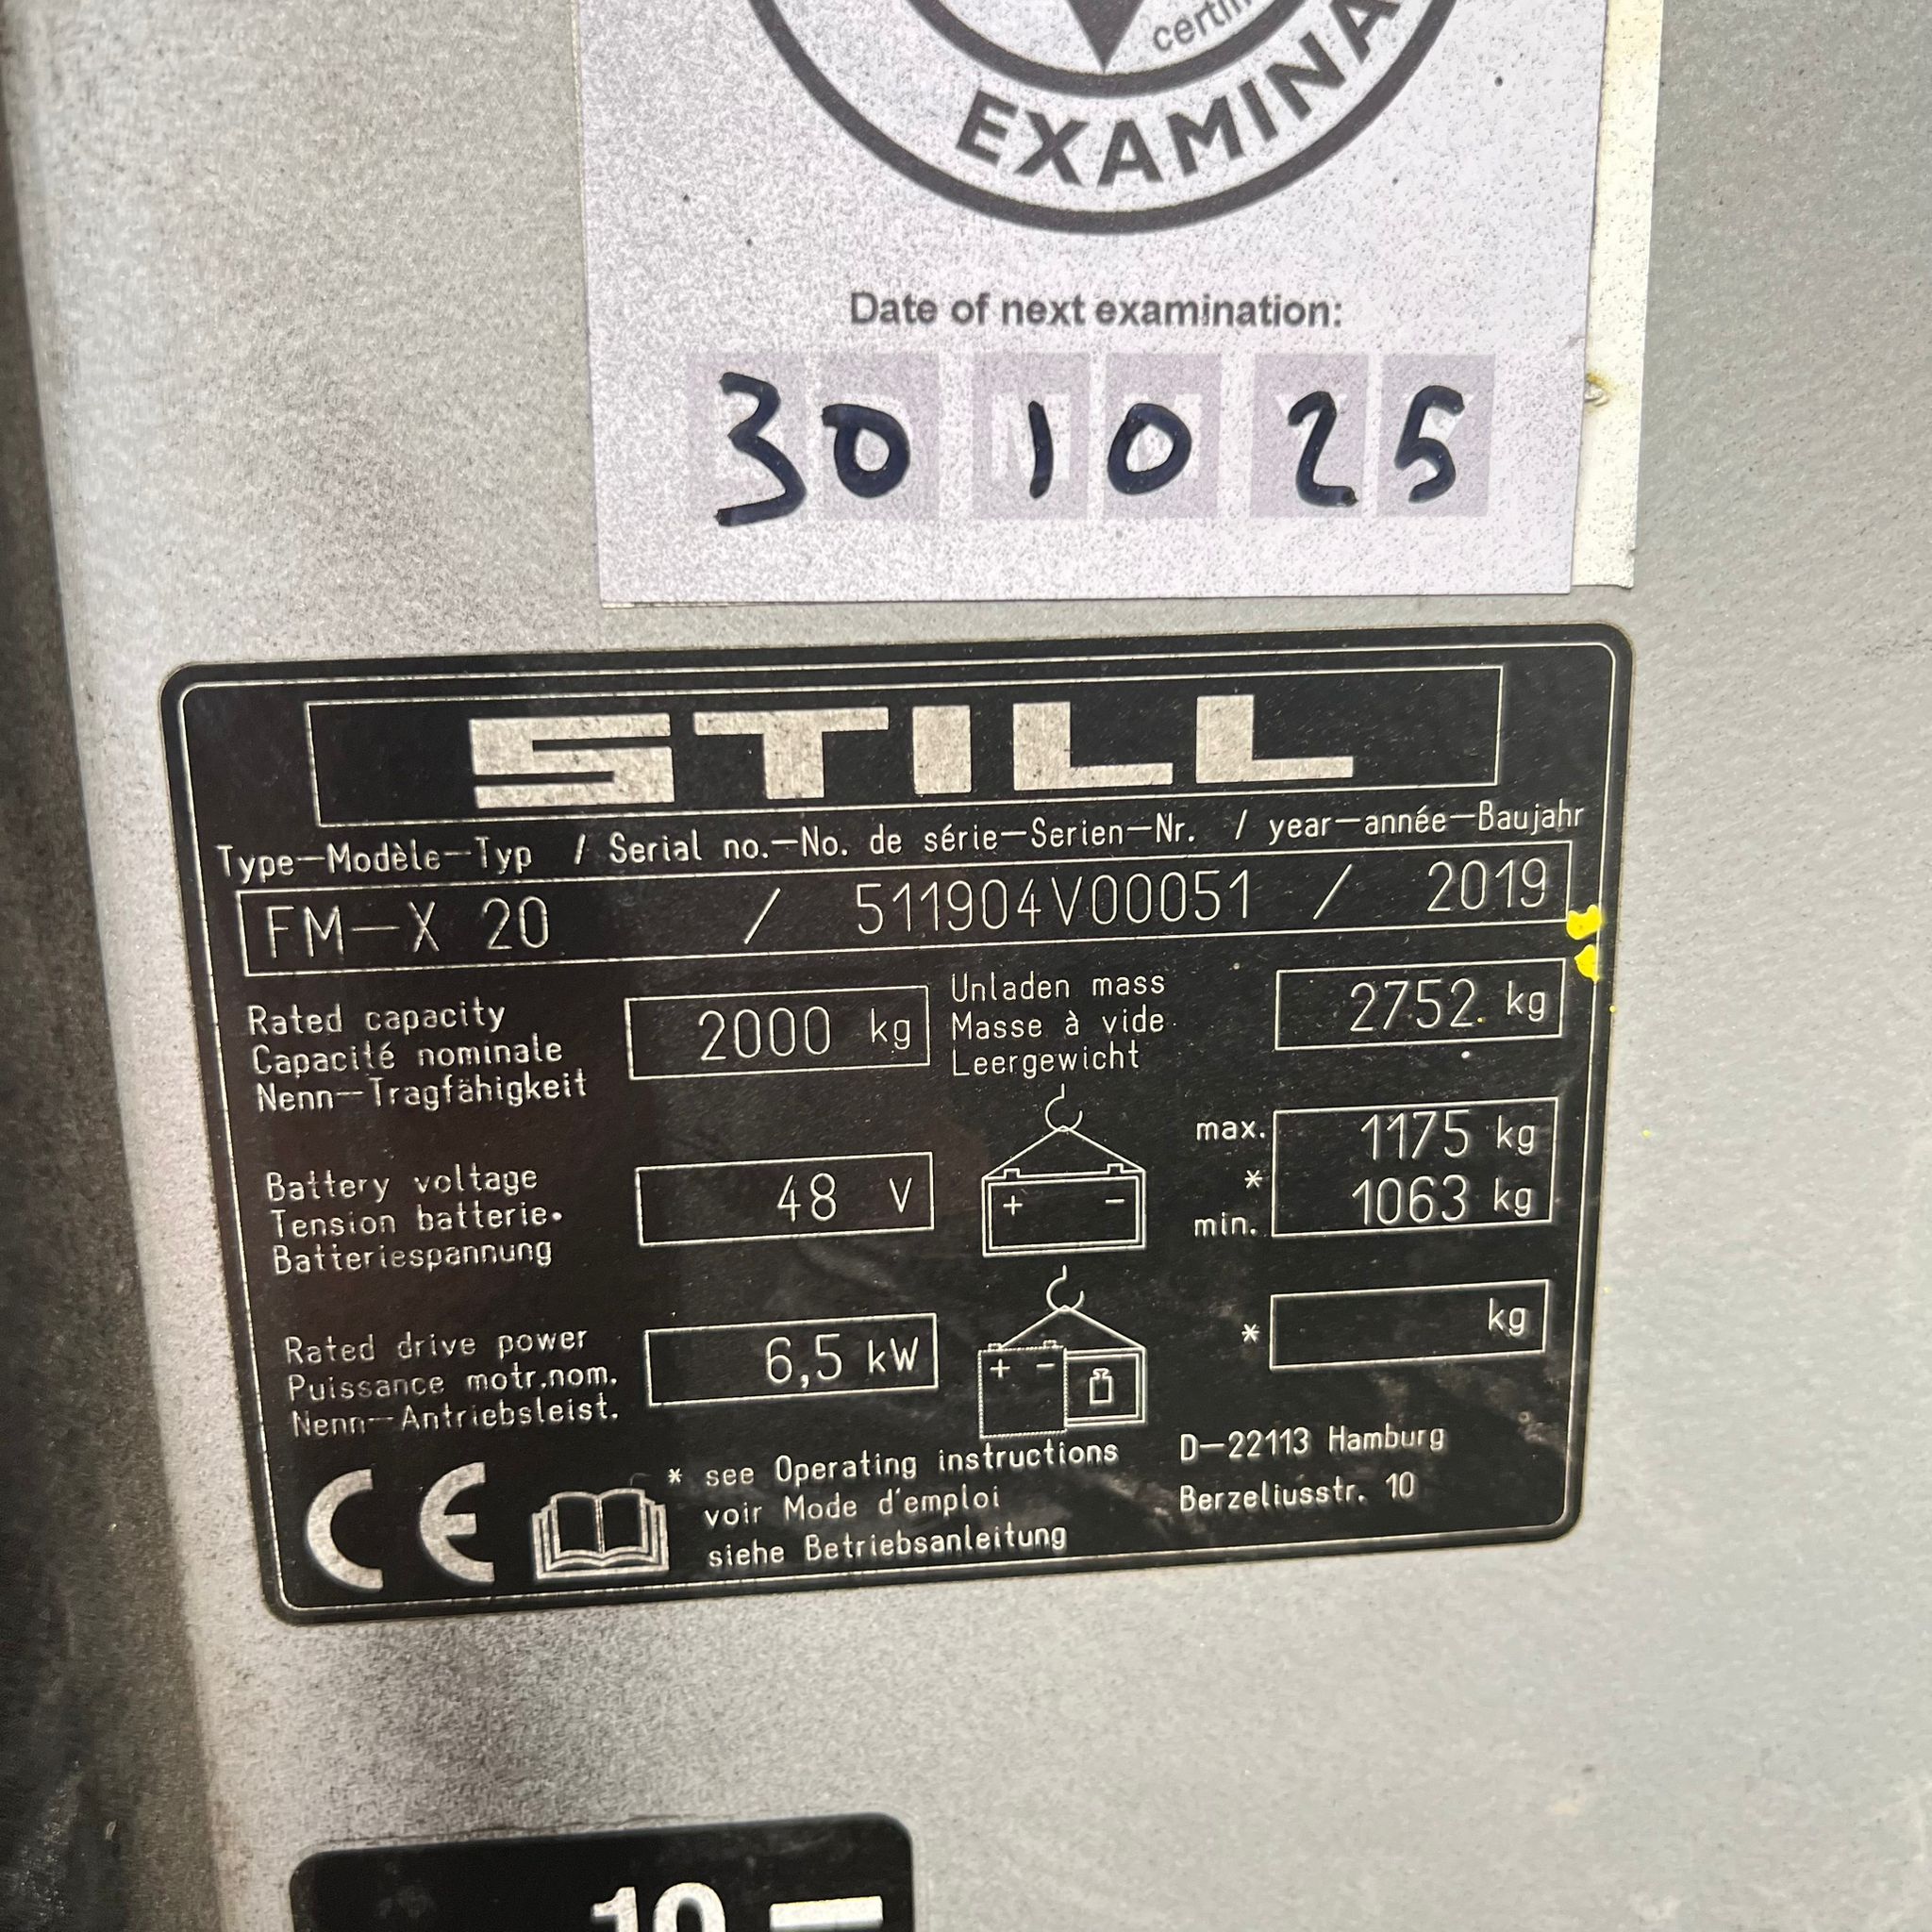 EXAMINA
Date of next examination:
30 10 25
STILL
Type-Modèle-Typ / Serial no.-No. de série-Serien-Nr. / year-année-Baujahr
FM-X 20 / 511904V00051 / 2019
Rated capacity
Capacité nominale
Nenn-Tragfähigkeit
2000 kg
Unladen mass
Masse à vide
Leergewicht
2752 kg
Battery voltage
Tension batterie.
Batteriespannung
48 V
+ -
max. 1175 kg
*
min. 1063 kg
Rated drive power
Puissance motr.nom.
Nenn-Antriebsleist.
6,5 kW
+ -
* kg
CE
* see Operating instructions
voir Mode d'emploi
siehe Betriebsanleitung
D-22113 Hamburg
Berzeliusstr. 10